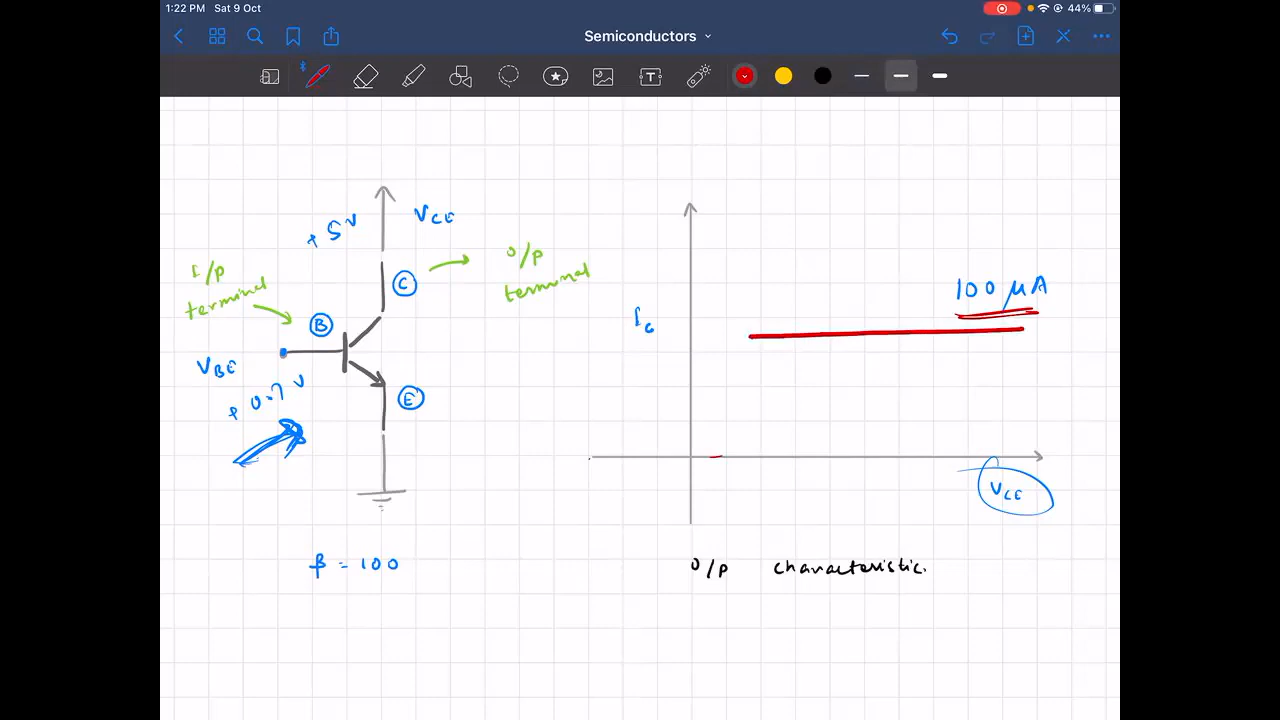 1:22 PM Sat 9 Oct
44%
Semiconductors
T
+ 5V
VCE
I/P
terminal
C
O/P
terminal
B
VBE
+ 0.7 V
E
β = 100
Ic
100 μA
VCE
O/P characteristic.